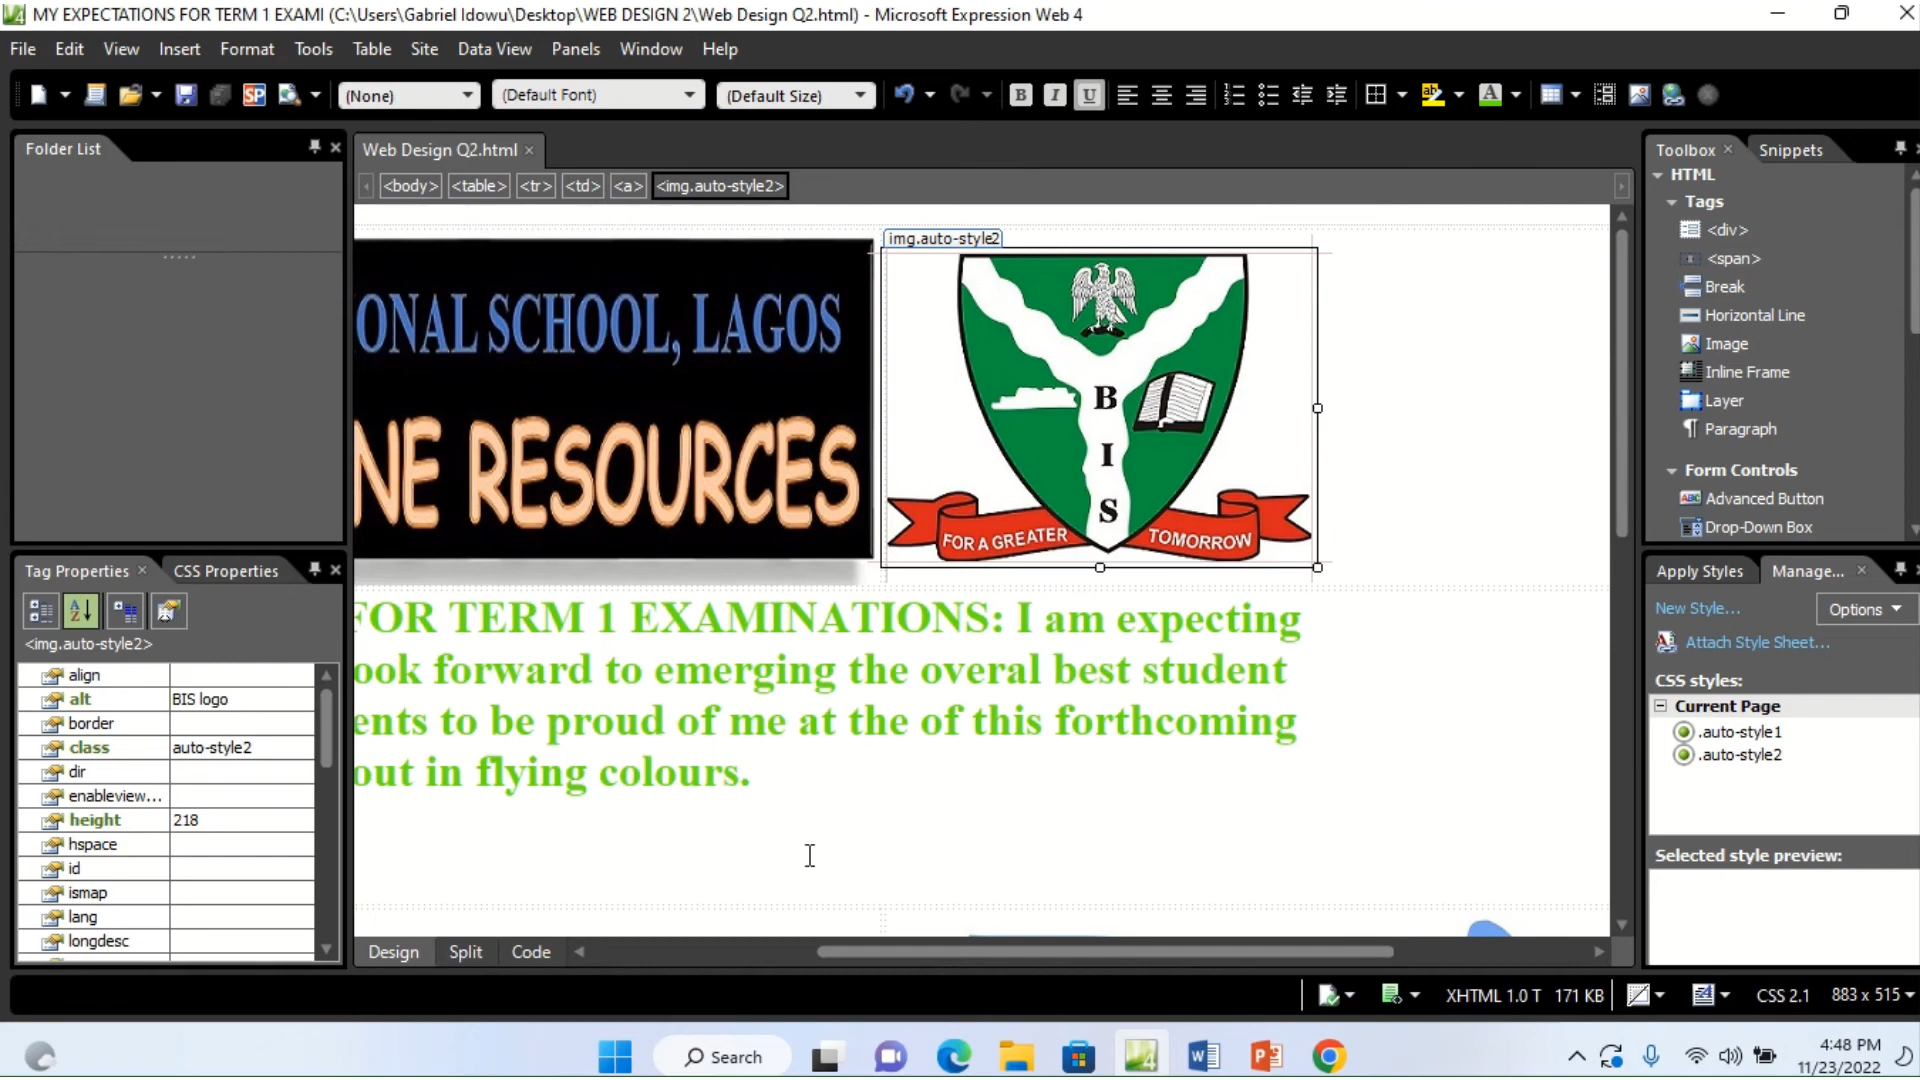 MY EXPECTATIONS FOR TERM 1 EXAMI (C:\Users\Gabriel Idowu\Desktop\WEB DESIGN 2\Web Design Q2.html) - Microsoft Expression Web 4
File Edit View Insert Format Tools Table Site Data View Panels Window Help
(None) (Default Font) (Default Size)
Folder List
Web Design Q2.html
<body> <table> <tr> <td> <a> <img.auto-style2>
img.auto-style2
ONAL SCHOOL, LAGOS
NE RESOURCES
B
I
S
FOR A GREATER TOMORROW
FOR TERM 1 EXAMINATIONS: I am expecting
ook forward to emerging the overal best student
ents to be proud of me at the of this forthcoming
out in flying colours.
Design Split Code
Tag Properties CSS Properties
<img.auto-style2>
align
alt BIS logo
border
class auto-style2
dir
enableview...
height 218
hspace
id
ismap
lang
longdesc
Toolbox Snippets
HTML
Tags
<div>
<span>
Break
Horizontal Line
Image
Inline Frame
Layer
Paragraph
Form Controls
Advanced Button
Drop-Down Box
Apply Styles Manage...
New Style... Options
Attach Style Sheet...
CSS styles:
Current Page
.auto-style1
.auto-style2
Selected style preview:
XHTML 1.0 T 171 KB CSS 2.1 883 x 515
Search
4:48 PM
11/23/2022